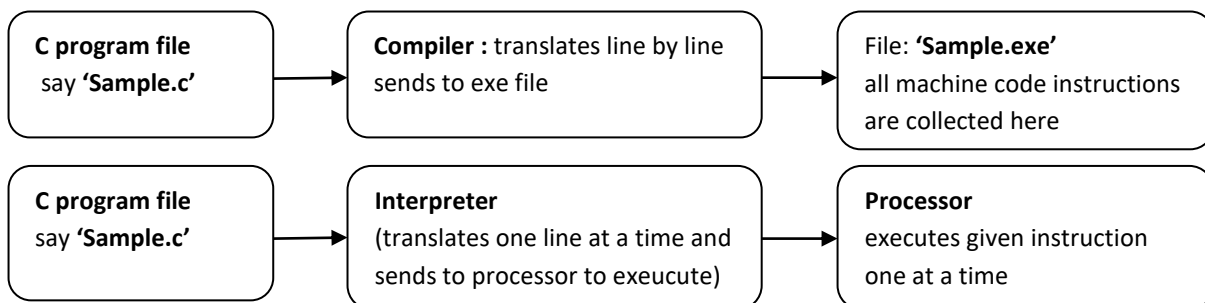 C program file
say ‘Sample.c’
Compiler : translates line by line
sends to exe file
File: ‘Sample.exe’
all machine code instructions
are collected here
C program file
say ‘Sample.c’
Interpreter
(translates one line at a time and
sends to processor to exeucute)
Processor
executes given instruction
one at a time